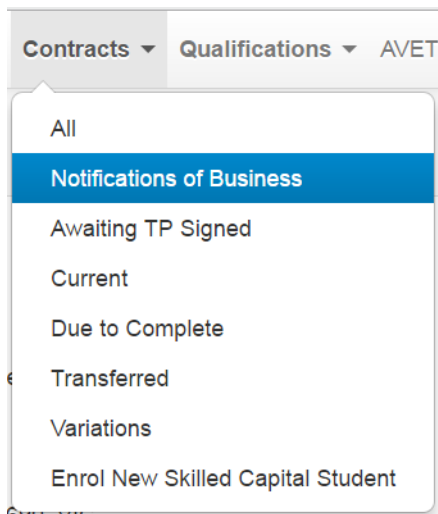 Contracts Qualifications AVET
All
Notifications of Business
Awaiting TP Signed
Current
Due to Complete
Transferred
Variations
Enrol New Skilled Capital Student